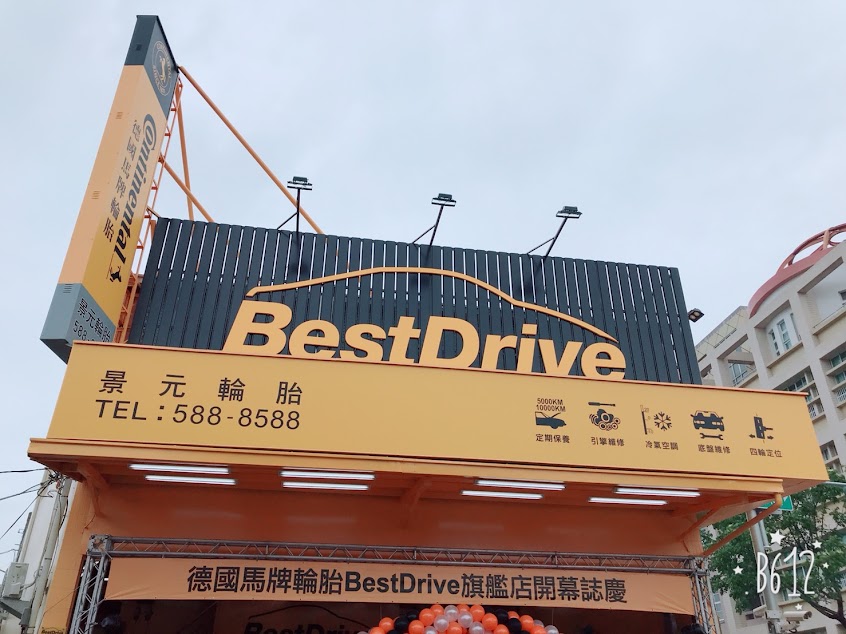 Continental
德國馬牌輪胎
景元輪胎
BestDrive
景元輪胎
TEL:588-8588
5000KM
10000KM
定期保養
引擎維修
冷氣空調
底盤維修
四輪定位
德國馬牌輪胎BestDrive旗艦店開幕誌慶
BestDrive
B612